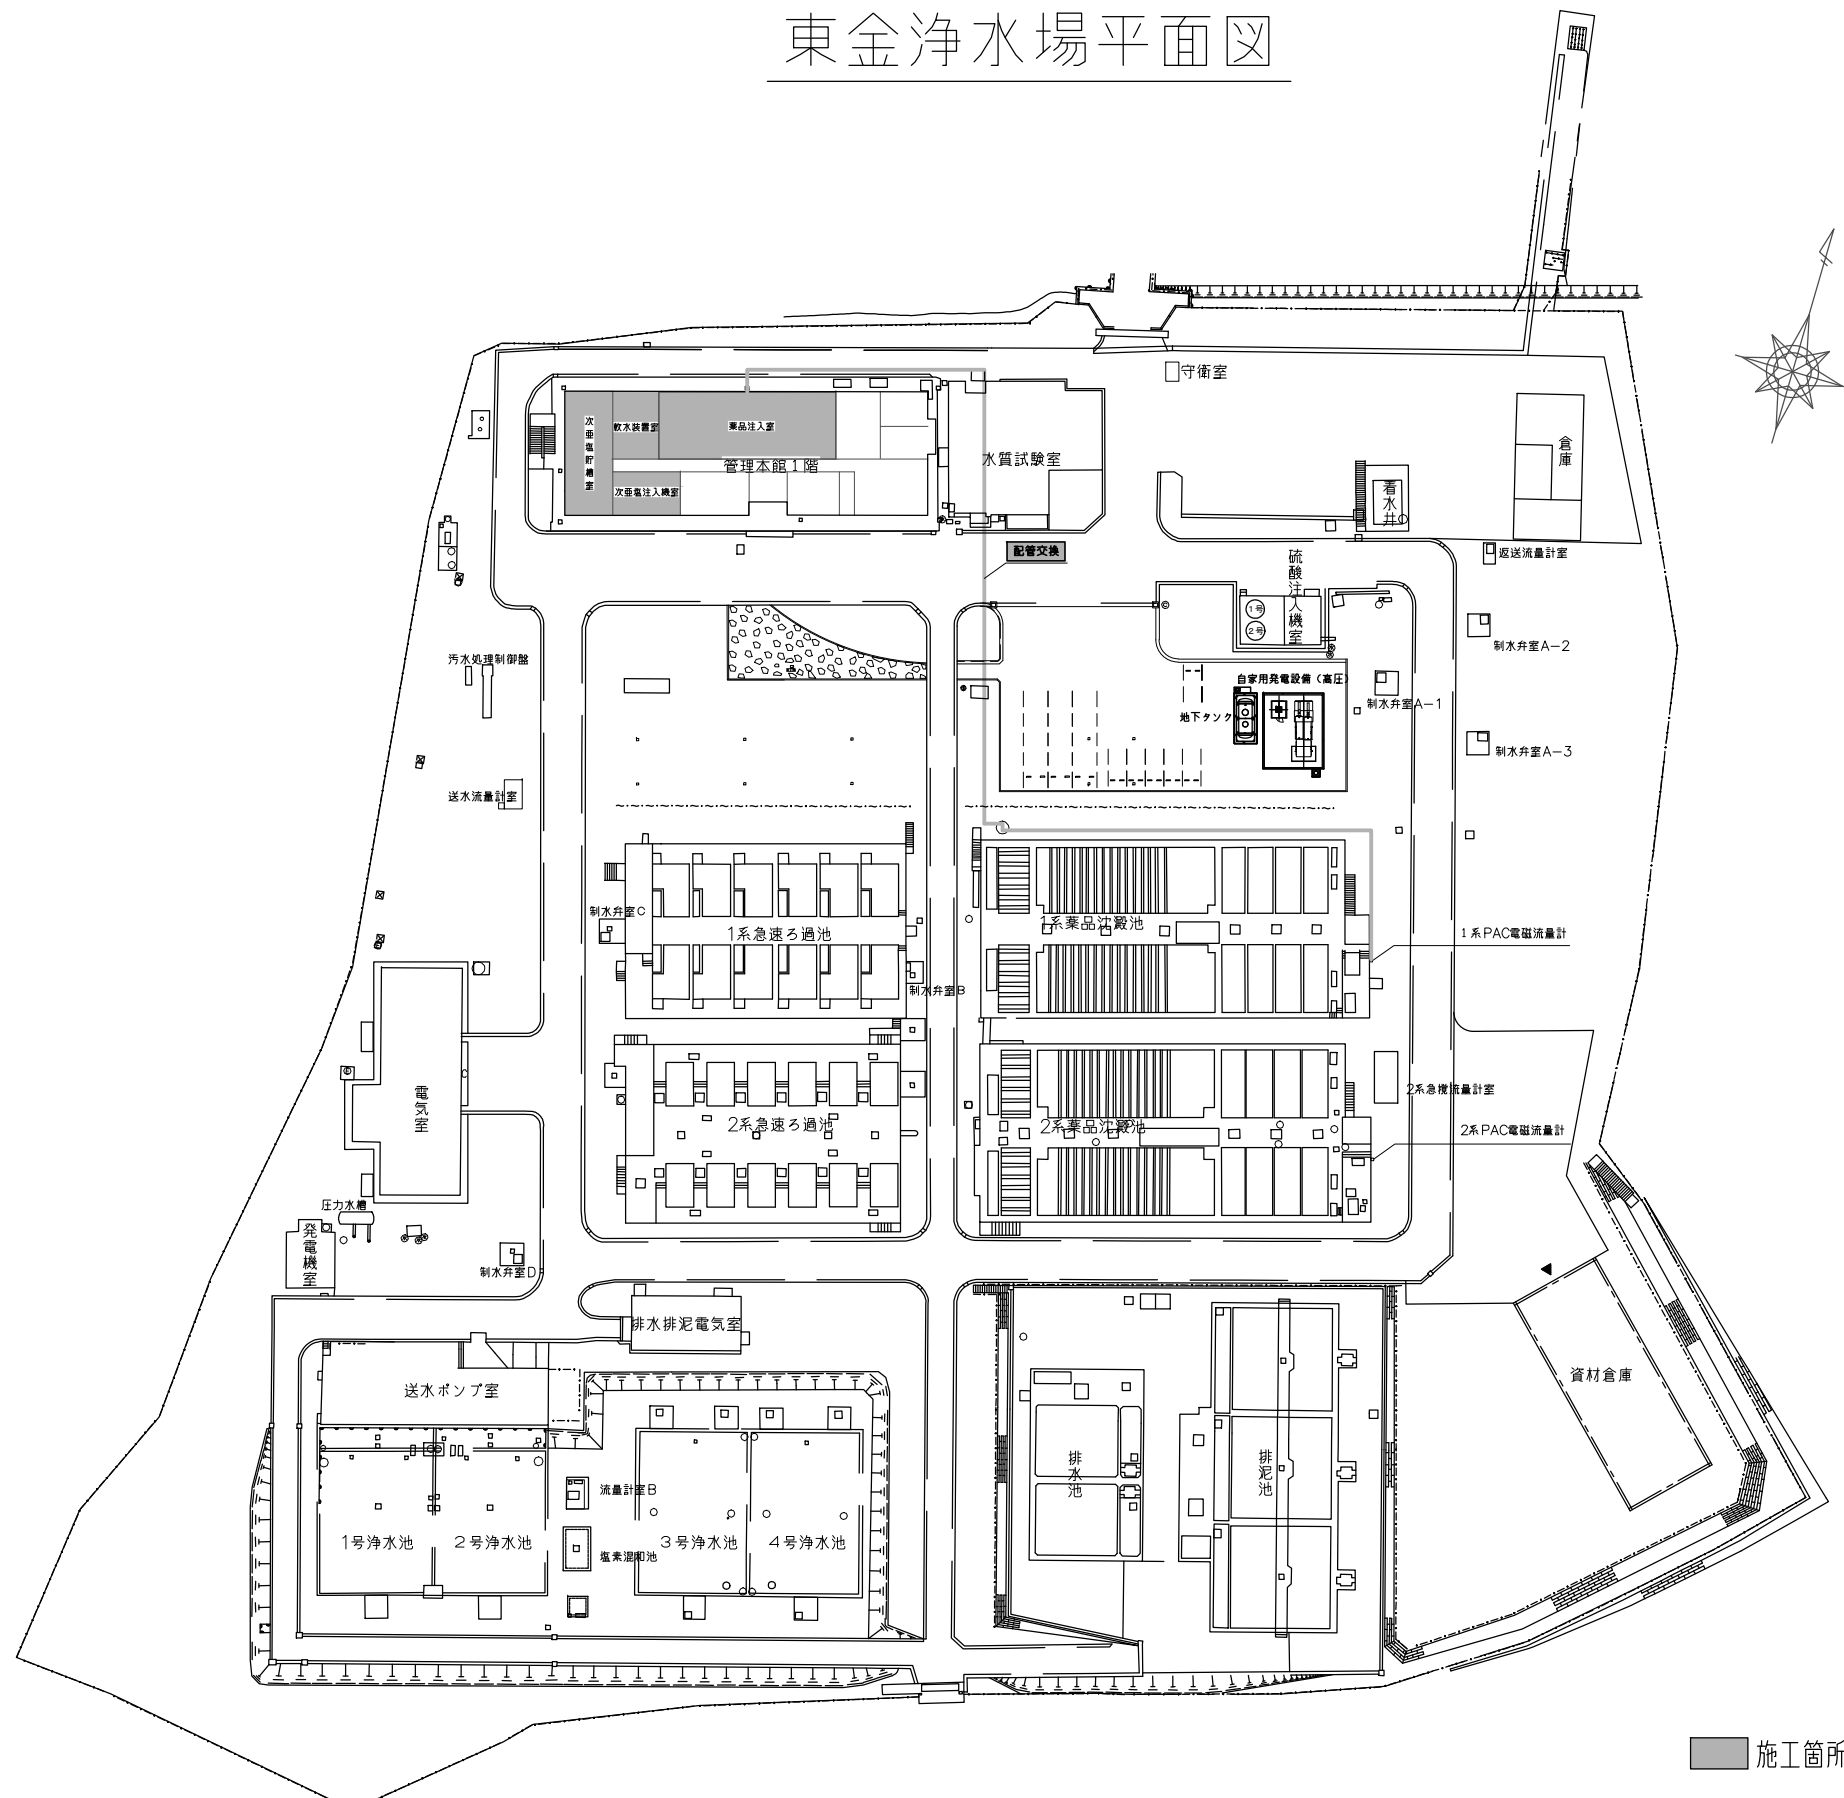 東金浄水場平面図
守衛室
次亜塩貯槽室
軟水装置室
薬品注入室
管理本館1階
次亜塩注入機室
水質試験室
倉庫
着水井
配管交換
返送流量計室
硫酸注入機室
1号
2号
制水弁室A-2
汚水処理制御盤
自家用発電設備(高圧)
制水弁室A-1
地下タンク
制水弁室A-3
送水流量計室
制水弁室C
1系急速ろ過池
1系薬品沈澱池
1系PAC電磁流量計
制水弁室B
電気室
2系急速ろ過池
2系薬品沈澱池
2系急攪流量計室
2系PAC電磁流量計
圧力水槽
発電機室
制水弁室D
排水排泥電気室
送水ポンプ室
資材倉庫
排水池
排泥池
流量計室B
1号浄水池
2号浄水池
塩素混和池
3号浄水池
4号浄水池
施工箇所